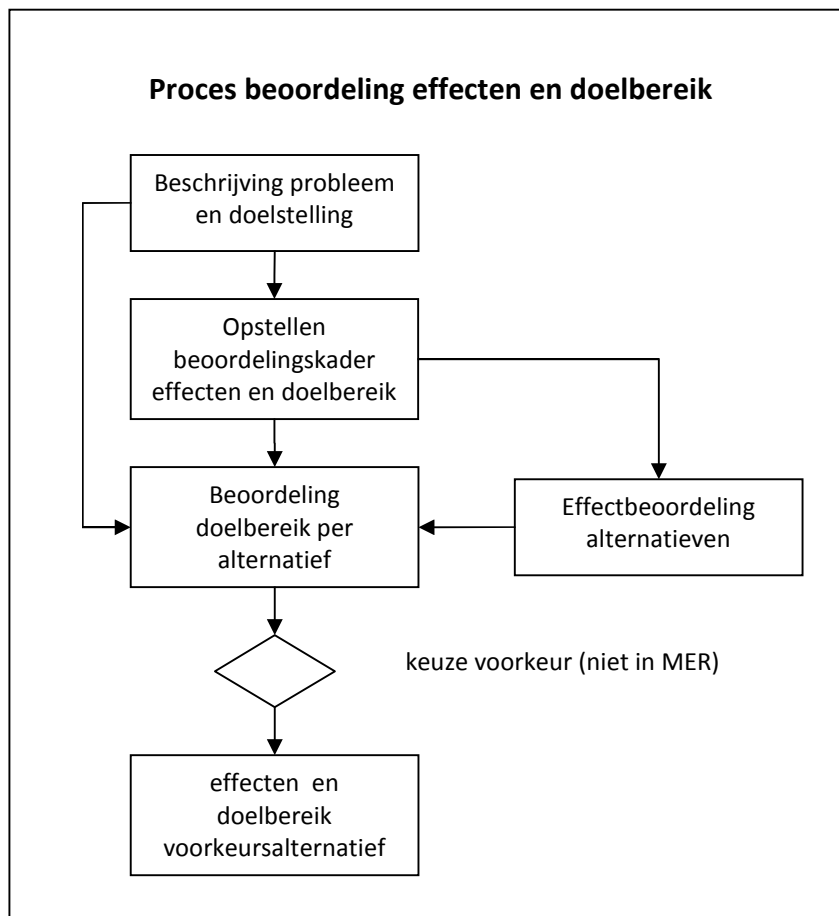 Proces beoordeling effecten en doelbereik
Beschrijving probleem
en doelstelling
Opstellen
beoordelingskader
effecten en doelbereik
Beoordeling
doelbereik per
alternatief
Effectbeoordeling
alternatieven
keuze voorkeur (niet in MER)
effecten  en
doelbereik
voorkeursalternatief